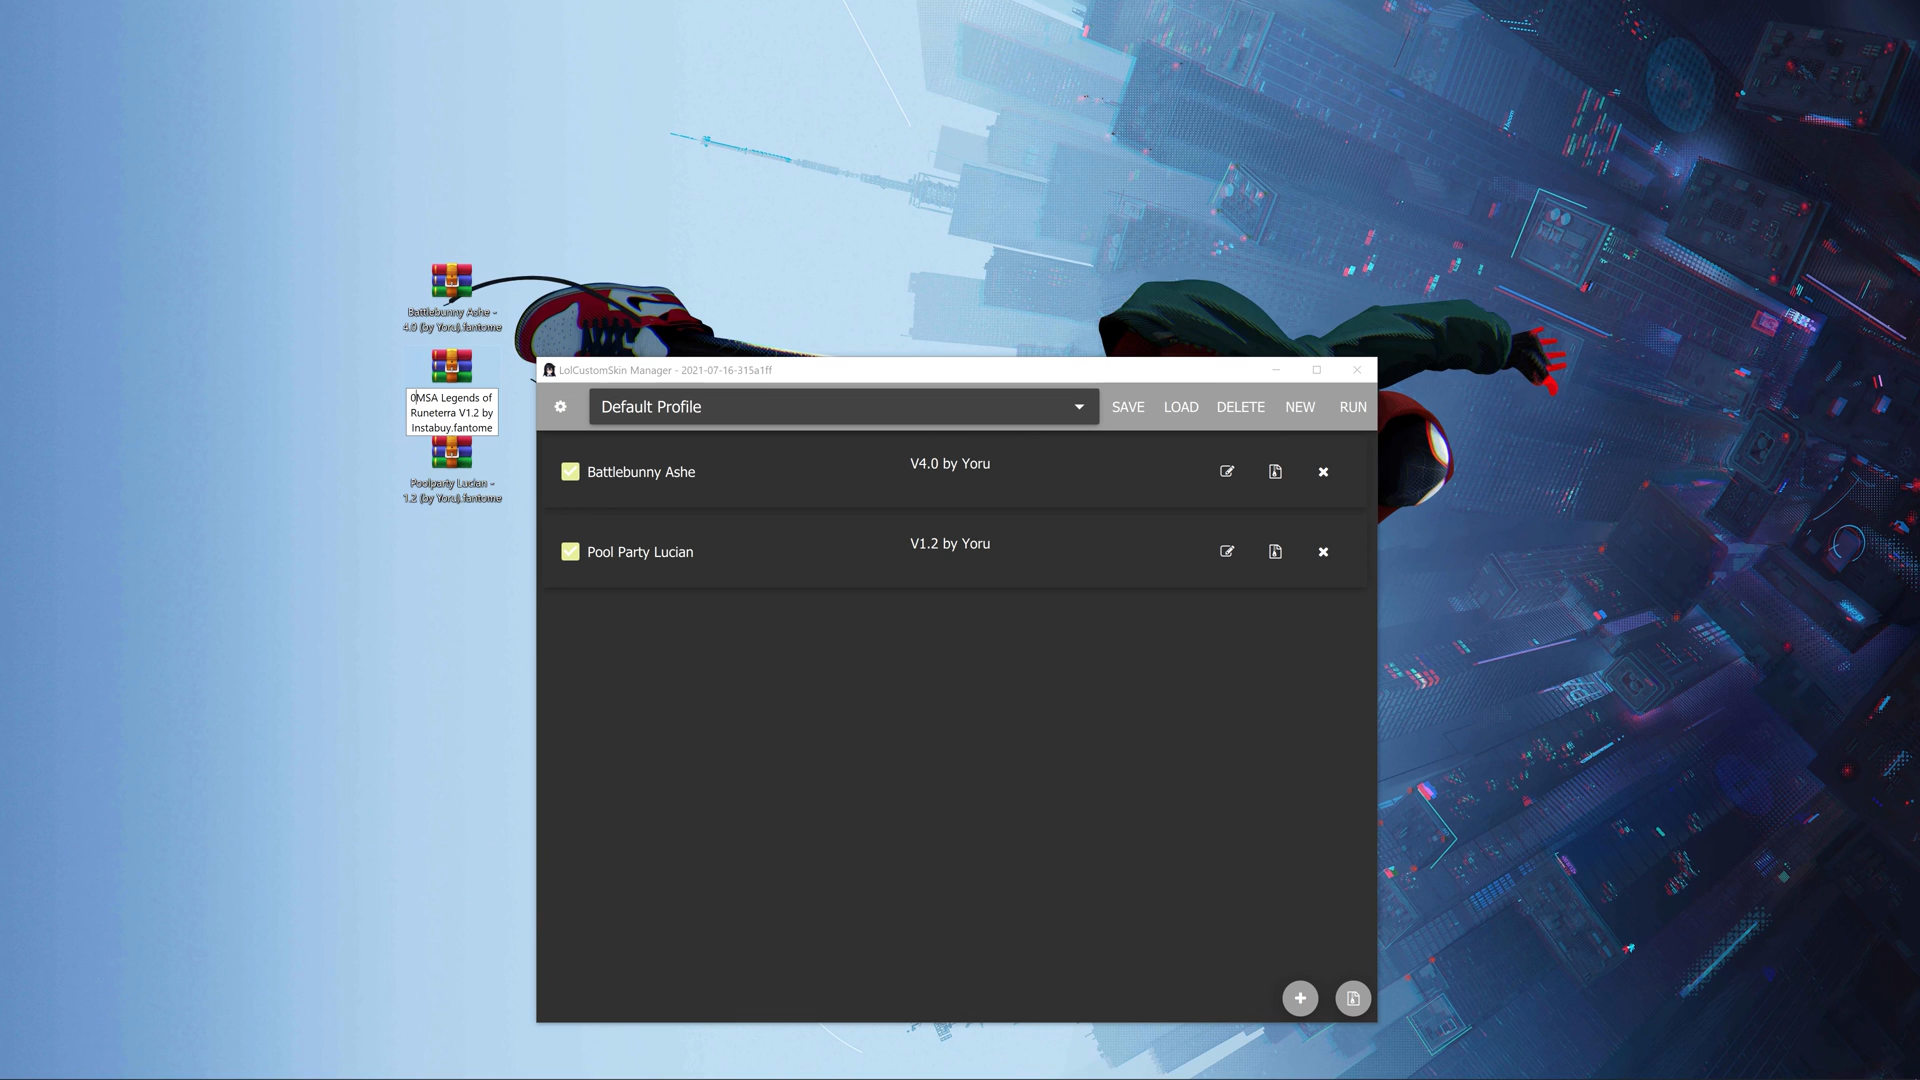 Battlebunny Ashe -
4.0 (by Yoru).fantome
0MSA Legends of
Runeterra V1.2 by
Instabuy.fantome
Poolparty Lucian -
1.2 (by Yoru).fantome
LolCustomSkin Manager - 2021-07-16-315a1ff
Default Profile
SAVE LOAD DELETE NEW RUN
Battlebunny Ashe V4.0 by Yoru
Pool Party Lucian V1.2 by Yoru